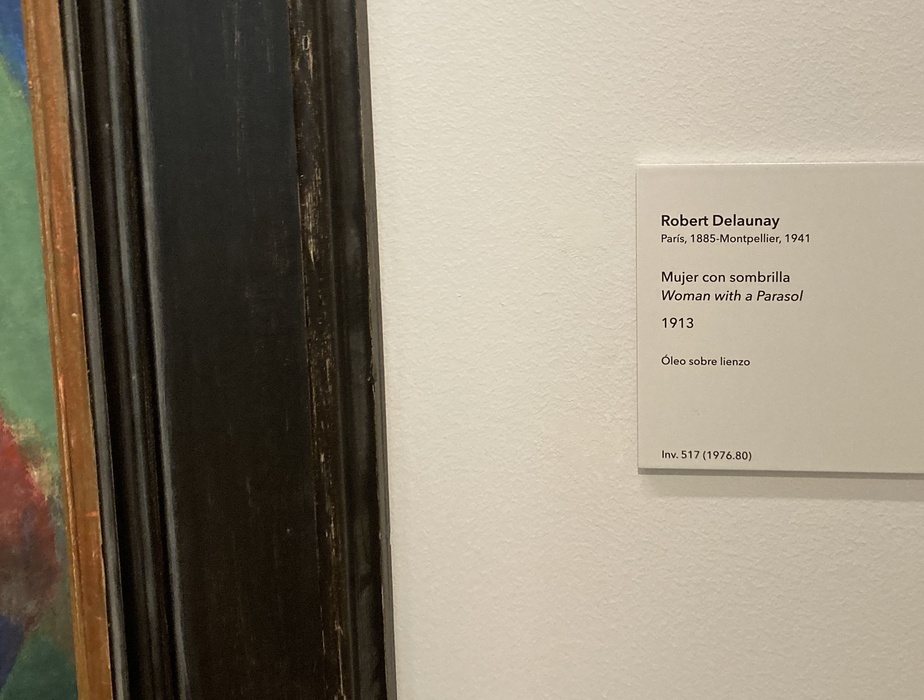 Robert Delaunay
París, 1885-Montpellier, 1941
Mujer con sombrilla
Woman with a Parasol
1913
Óleo sobre lienzo
Inv. 517 (1976.80)